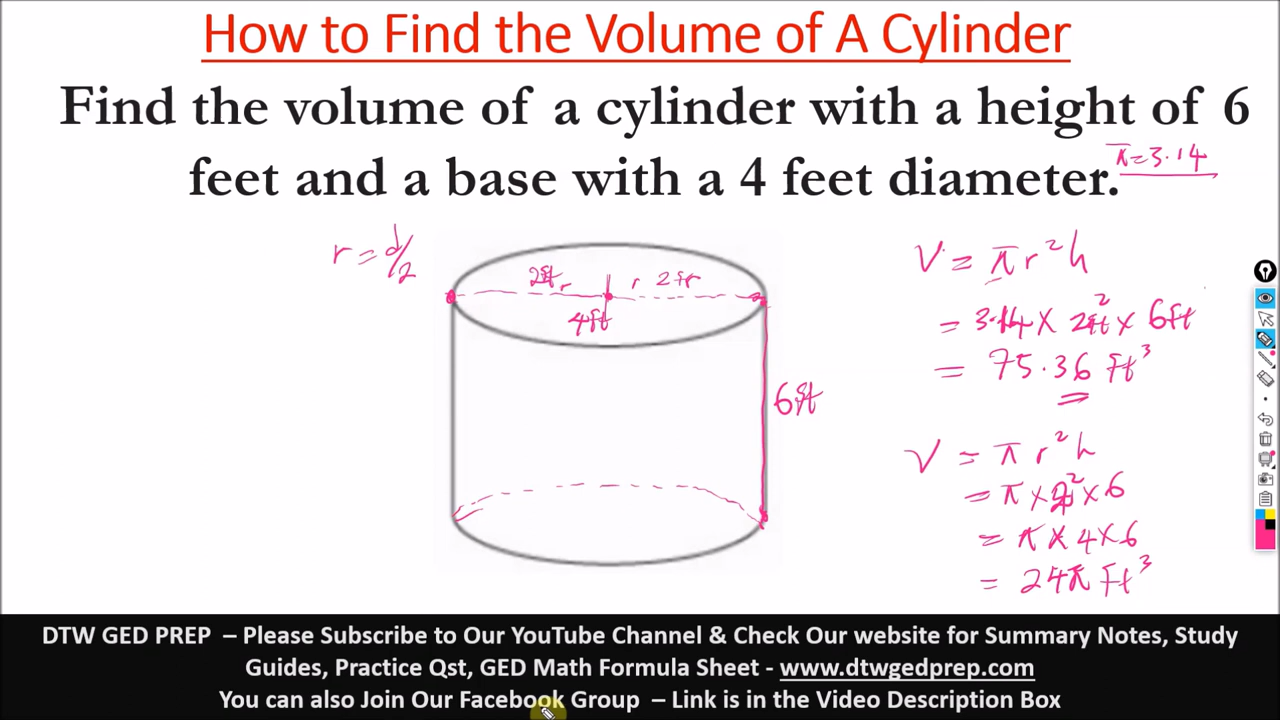 How to Find the Volume of A Cylinder
Find the volume of a cylinder with a height of 6
feet and a base with a 4 feet diameter.
π=3.14
r = d/2
2ft r
r 2ft
4ft
6ft
V = πr²h
= 3.14 × 2ft² × 6ft
= 75.36 ft³
V = πr²h
= π × 2² × 6
= π × 4 × 6
= 24π ft³
DTW GED PREP – Please Subscribe to Our YouTube Channel & Check Our website for Summary Notes, Study
Guides, Practice Qst, GED Math Formula Sheet - www.dtwgedprep.com
You can also Join Our Facebook Group – Link is in the Video Description Box